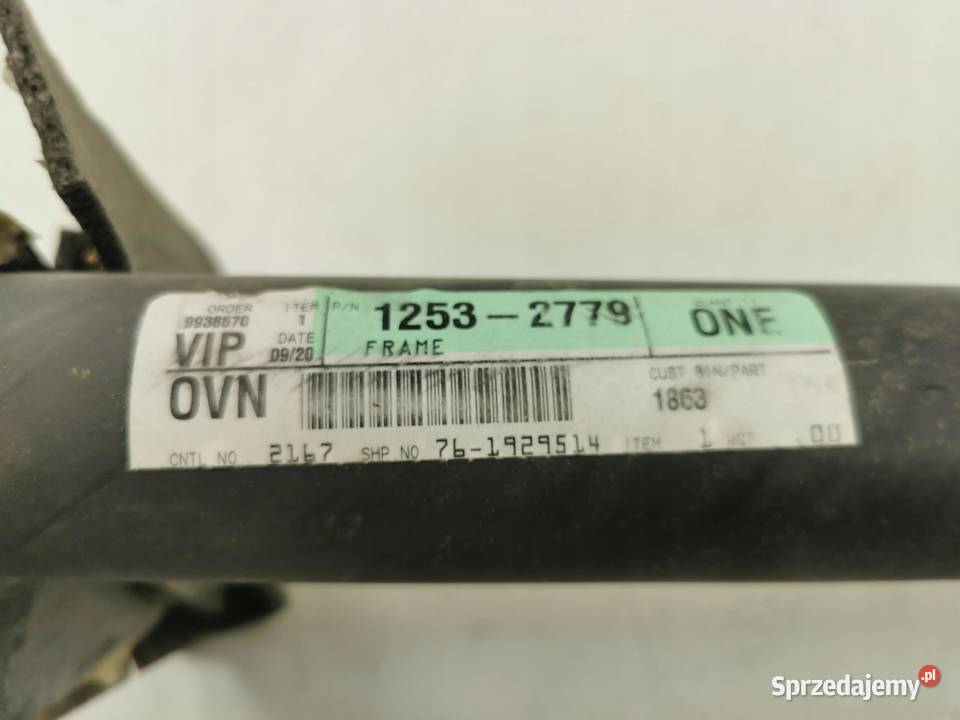 ORDER ITEM P/N 1253-2779 ONE
9938570 1
VIP DATE FRAME
09/20
OVN CUST BIN/PART
1863
CNTL NO 2167 SHP NO 76-1929514 ITEM 1 WGT .00
Sprzedajemy.pl